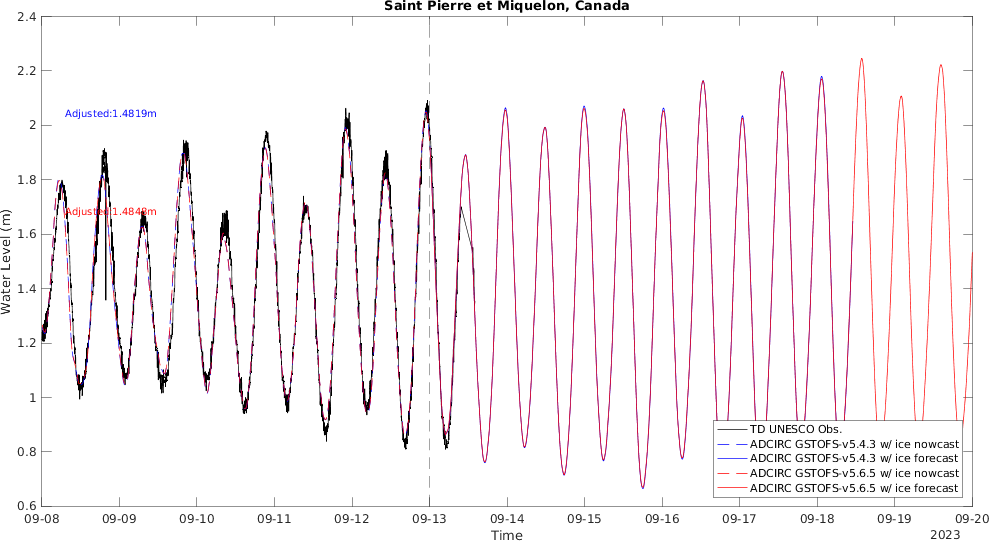 Saint Pierre et Miquelon, Canada
2.4
2.2
2
1.8
1.6
1.4
1.2
1
0.8
0.6
Water Level (m)
Adjusted:1.4819m
Adjusted:1.4848m
TD UNESCO Obs.
ADCIRC GSTOFS-v5.4.3 w/ ice nowcast
ADCIRC GSTOFS-v5.4.3 w/ ice forecast
ADCIRC GSTOFS-v5.6.5 w/ ice nowcast
ADCIRC GSTOFS-v5.6.5 w/ ice forecast
09-08 09-09 09-10 09-11 09-12 09-13 09-14 09-15 09-16 09-17 09-18 09-19 09-20
Time
2023